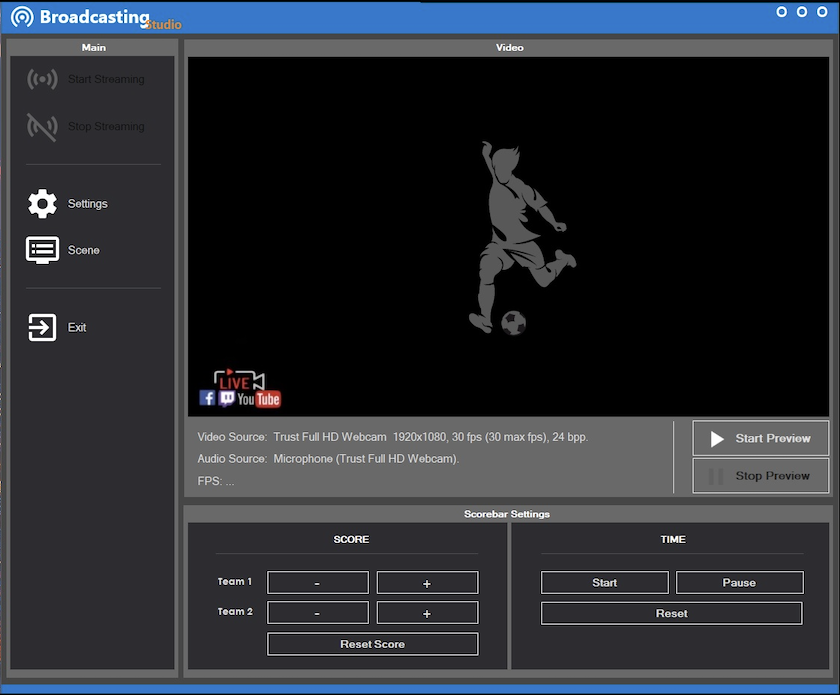 Broadcasting
Studio
Main
Video
Start Streaming
Stop Streaming
Settings
Scene
Exit
LIVE
f YouTube
Video Source: Trust Full HD Webcam 1920x1080, 30 fps (30 max fps), 24 bpp.
Audio Source: Microphone (Trust Full HD Webcam).
FPS: ...
Start Preview
Stop Preview
Scorebar Settings
SCORE
TIME
Team 1 - +
Team 2 - +
Reset Score
Start Pause
Reset